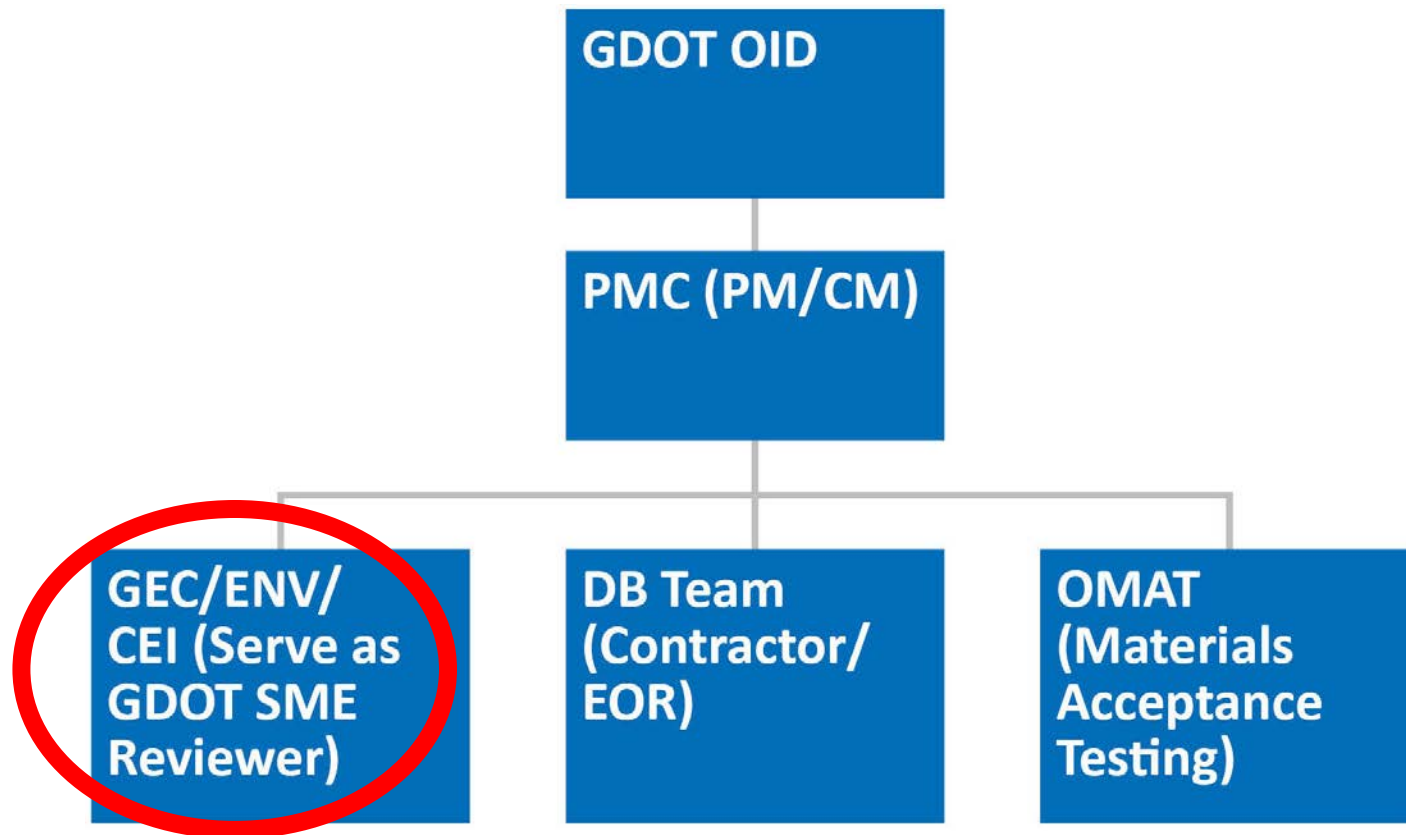 GDOT OID
PMC (PM/CM)
GEC/ENV/
CEI (Serve as
GDOT SME
Reviewer)
DB Team
(Contractor/
EOR)
OMAT
(Materials
Acceptance
Testing)